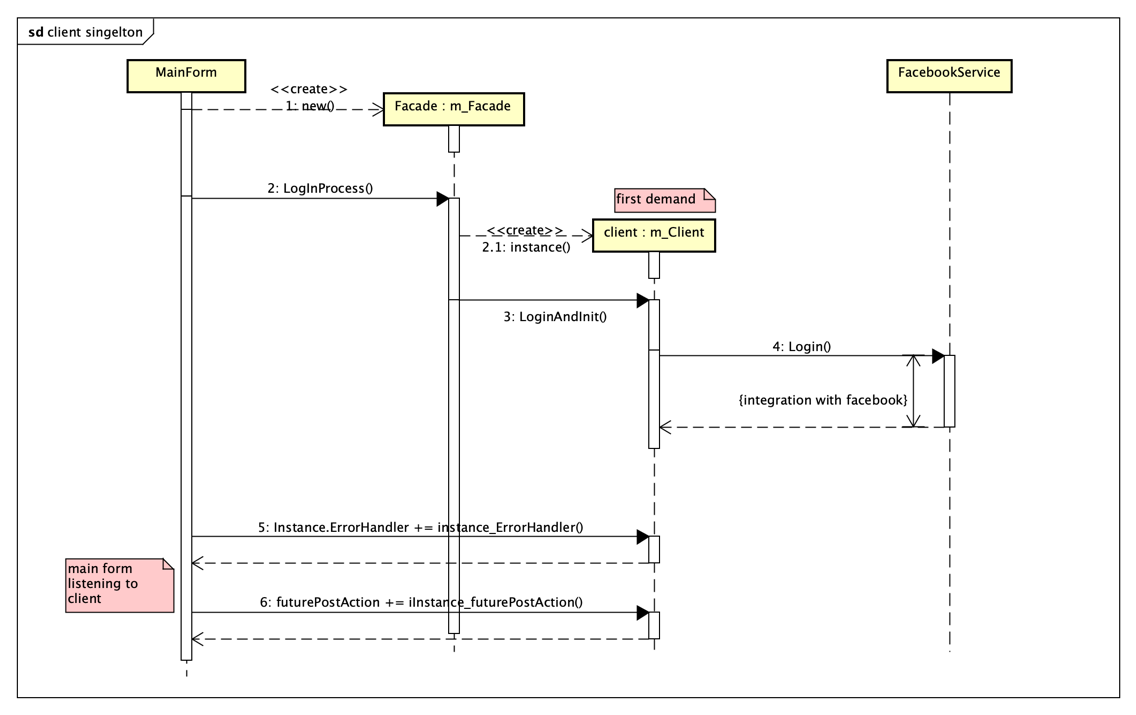 sd client singelton
MainForm
FacebookService
<<create>>
1: new()
Facade : m_Facade
2: LogInProcess()
first demand
<<create>>
2.1: instance()
client : m_Client
3: LoginAndInit()
4: Login()
{integration with facebook}
5: Instance.ErrorHandler += instance_ErrorHandler()
main form
listening to
client
6: futurePostAction += iInstance_futurePostAction()